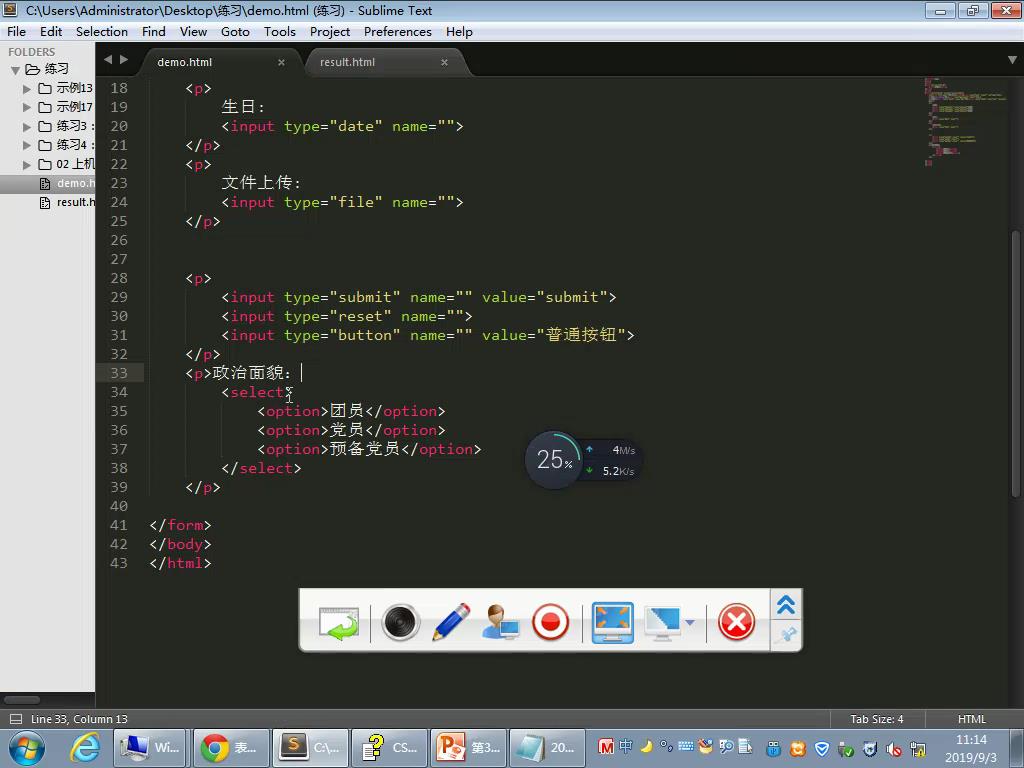 C:\Users\Administrator\Desktop\练习\demo.html (练习) - Sublime Text
File Edit Selection Find View Goto Tools Project Preferences Help
FOLDERS
练习
示例13
示例17
练习3 :
练习4 :
02 上机
demo.h
result.h
demo.html ×
result.html ×
18 <p>
19 生日:
20 <input type="date" name="">
21 </p>
22 <p>
23 文件上传:
24 <input type="file" name="">
25 </p>
26
27
28 <p>
29 <input type="submit" name="" value="submit">
30 <input type="reset" name="">
31 <input type="button" name="" value="普通按钮">
32 </p>
33 <p>政治面貌:
34 <select>
35 <option>团员</option>
36 <option>党员</option>
37 <option>预备党员</option>
38 </select>
39 </p>
40
41 </form>
42 </body>
43 </html>
25%
4M/s
5.2K/s
Line 33, Column 13
Tab Size: 4
HTML
Wi...
表...
C:\...
CS...
第3...
20...
中
11:14
2019/9/3